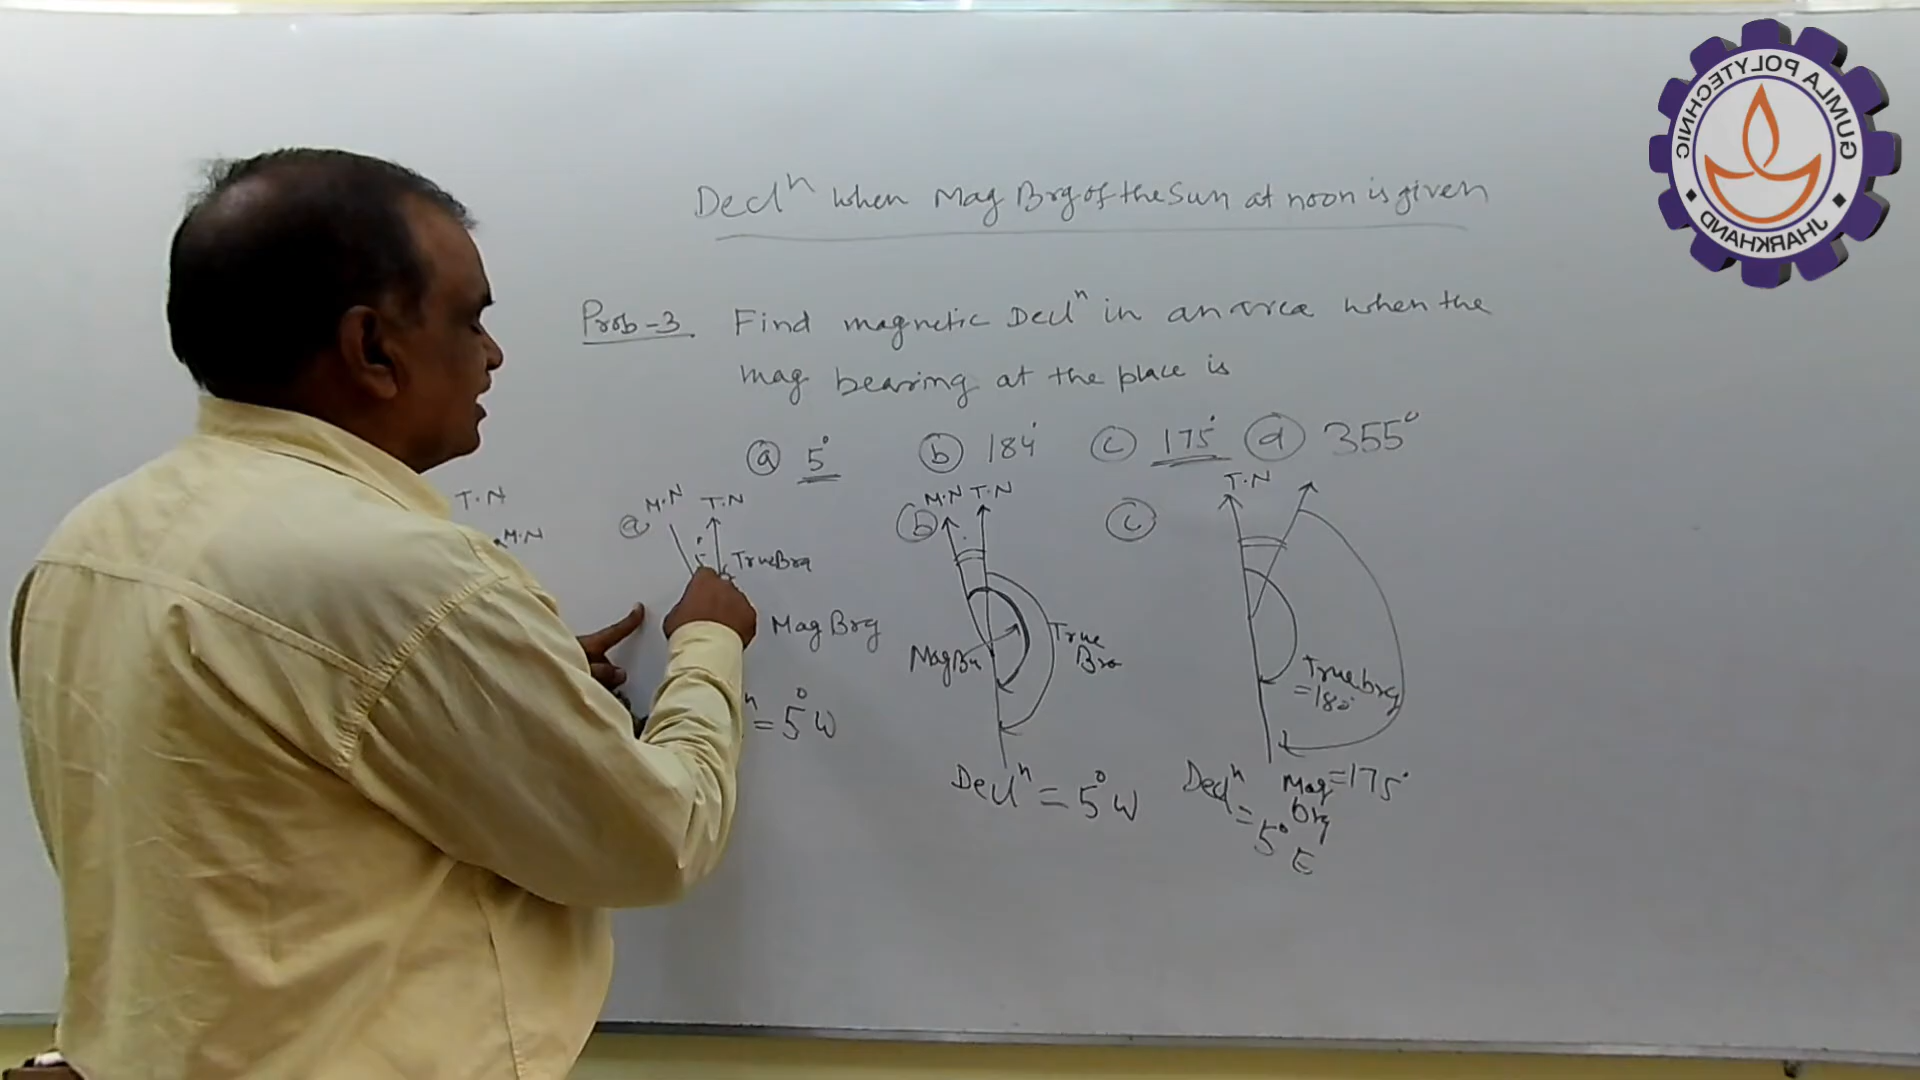 GUMLA POLYTECHNIC
JHARKHAND
Declⁿ when Mag Brg of the Sun at noon is given
Prob-3 Find magnetic Declⁿ in an area when the
mag bearing at the place is
(a) 5° (b) 184° (c) 175° (d) 355°
T.N
M.N
(a) M.N T.N
5°
True Brg
Mag Brg
n = 5° W
(b) M.N T.N
Mag Br
True
Brg
Declⁿ = 5° W
(c) T.N
True brg
= 180°
Mag = 175°
brg
Declⁿ
= 5° E